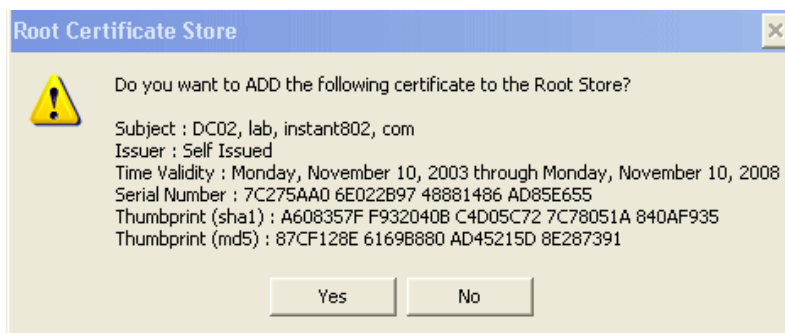 Root Certificate Store
Do you want to ADD the following certificate to the Root Store?
Subject : DC02, lab, instant802, com
Issuer : Self Issued
Time Validity : Monday, November 10, 2003 through Monday, November 10, 2008
Serial Number : 7C275AA0 6E022B97 48881486 AD85E655
Thumbprint (sha1) : A608357F F932040B C4D05C72 7C78051A 840AF935
Thumbprint (md5) : 87CF128E 6169B880 AD45215D 8E287391
Yes No